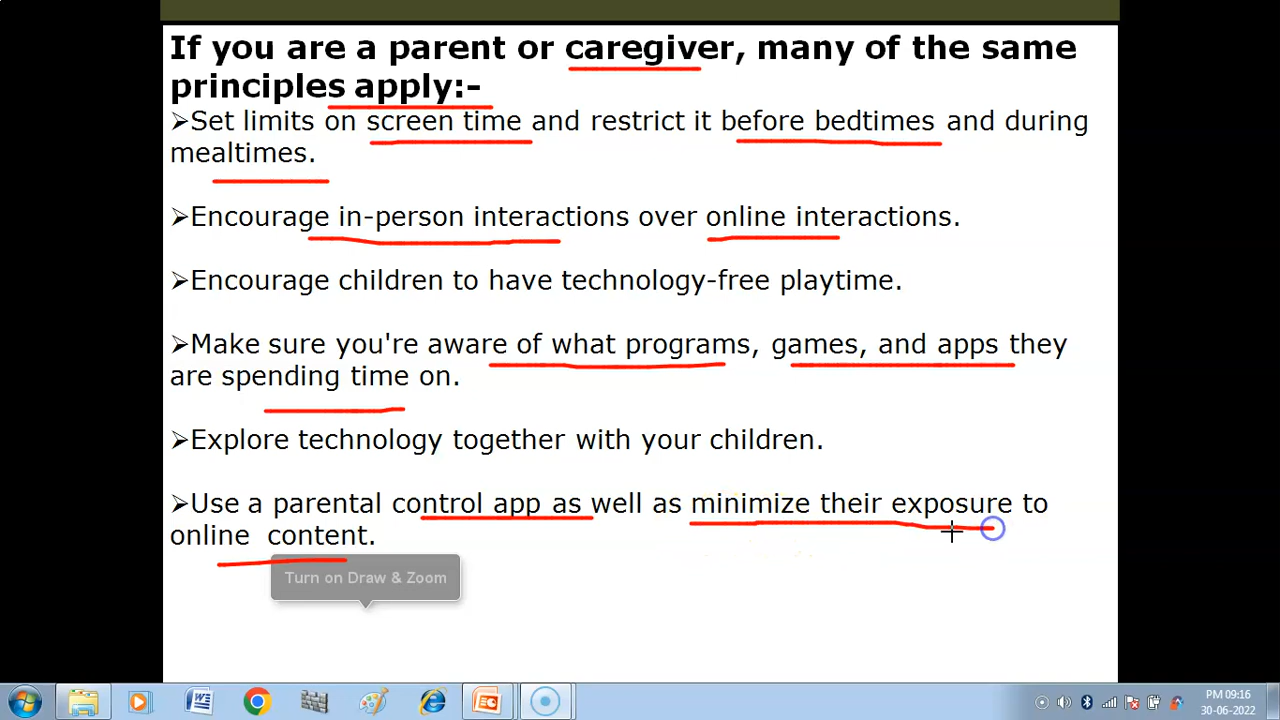 If you are a parent or caregiver, many of the same
principles apply:-
➢Set limits on screen time and restrict it before bedtimes and during
mealtimes.
➢Encourage in-person interactions over online interactions.
➢Encourage children to have technology-free playtime.
➢Make sure you're aware of what programs, games, and apps they
are spending time on.
➢Explore technology together with your children.
➢Use a parental control app as well as minimize their exposure to
online content.
Turn on Draw & Zoom
PM 09:16
30-06-2022